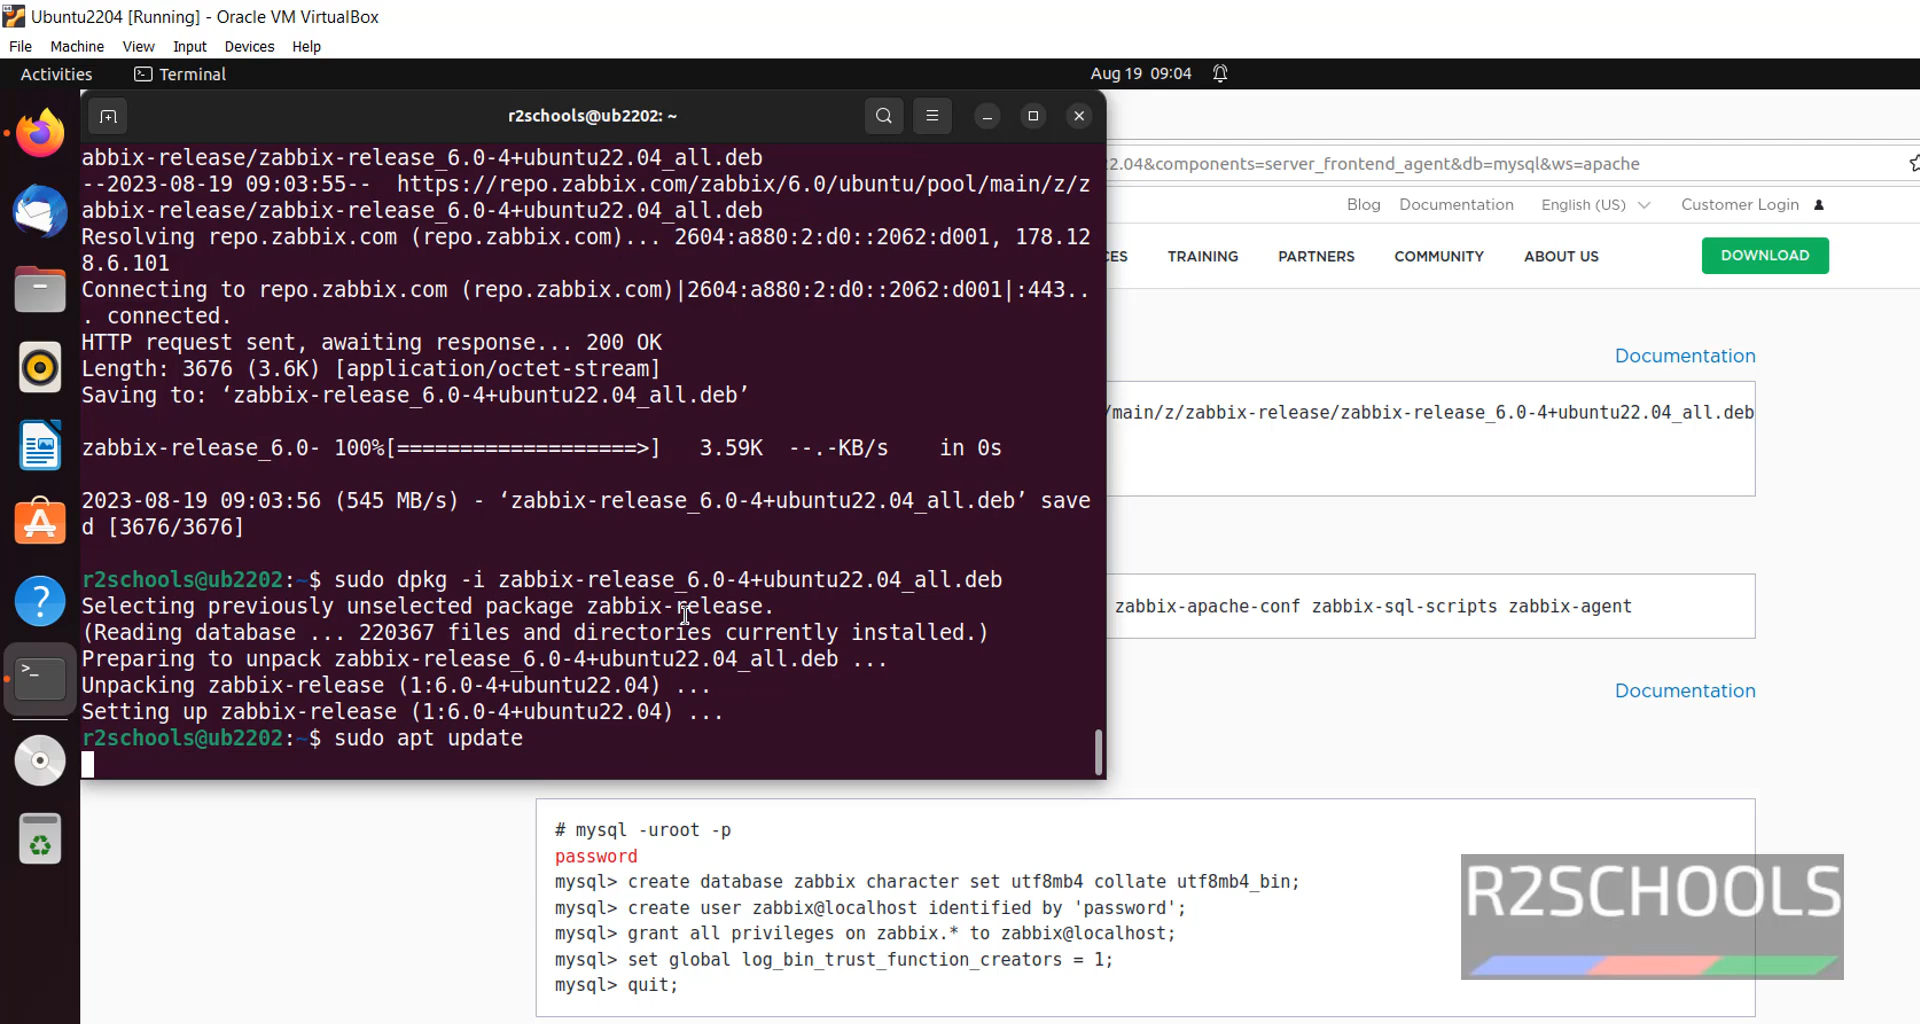 Ubuntu2204 [Running] - Oracle VM VirtualBox
File Machine View Input Devices Help
Activities Terminal Aug 19 09:04
r2schools@ub2202: ~
abbix-release/zabbix-release_6.0-4+ubuntu22.04_all.deb
--2023-08-19 09:03:55--  https://repo.zabbix.com/zabbix/6.0/ubuntu/pool/main/z/z
abbix-release/zabbix-release_6.0-4+ubuntu22.04_all.deb
Resolving repo.zabbix.com (repo.zabbix.com)... 2604:a880:2:d0::2062:d001, 178.12
8.6.101
Connecting to repo.zabbix.com (repo.zabbix.com)|2604:a880:2:d0::2062:d001|:443..
. connected.
HTTP request sent, awaiting response... 200 OK
Length: 3676 (3.6K) [application/octet-stream]
Saving to: ‘zabbix-release_6.0-4+ubuntu22.04_all.deb’
zabbix-release_6.0- 100%[===================>]   3.59K  --.-KB/s    in 0s
2023-08-19 09:03:56 (545 MB/s) - ‘zabbix-release_6.0-4+ubuntu22.04_all.deb’ save
d [3676/3676]
r2schools@ub2202:~$ sudo dpkg -i zabbix-release_6.0-4+ubuntu22.04_all.deb
Selecting previously unselected package zabbix-release.
(Reading database ... 220367 files and directories currently installed.)
Preparing to unpack zabbix-release_6.0-4+ubuntu22.04_all.deb ...
Unpacking zabbix-release (1:6.0-4+ubuntu22.04) ...
Setting up zabbix-release (1:6.0-4+ubuntu22.04) ...
r2schools@ub2202:~$ sudo apt update
2.04&components=server_frontend_agent&db=mysql&ws=apache
Blog Documentation English (US) Customer Login
CES TRAINING PARTNERS COMMUNITY ABOUT US DOWNLOAD
Documentation
/main/z/zabbix-release/zabbix-release_6.0-4+ubuntu22.04_all.deb
zabbix-apache-conf zabbix-sql-scripts zabbix-agent
Documentation
# mysql -uroot -p
password
mysql> create database zabbix character set utf8mb4 collate utf8mb4_bin;
mysql> create user zabbix@localhost identified by 'password';
mysql> grant all privileges on zabbix.* to zabbix@localhost;
mysql> set global log_bin_trust_function_creators = 1;
mysql> quit;
R2SCHOOLS